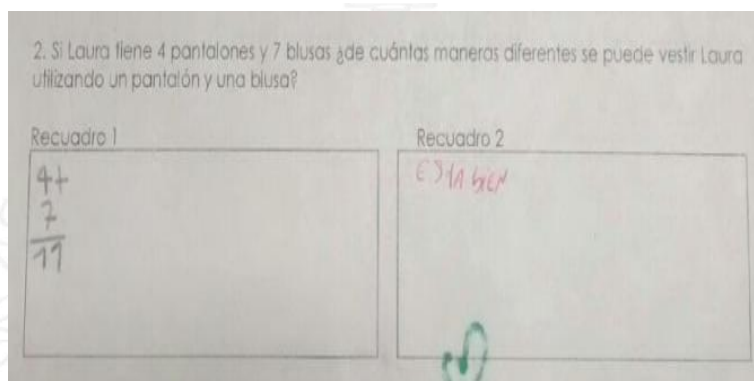 2. Si Laura tiene 4 pantalones y 7 blusas ¿de cuántas maneras diferentes se puede vestir Laura
utilizando un pantalón y una blusa?
Recuadro 1
Recuadro 2
4+
7
11
ESTA biEN